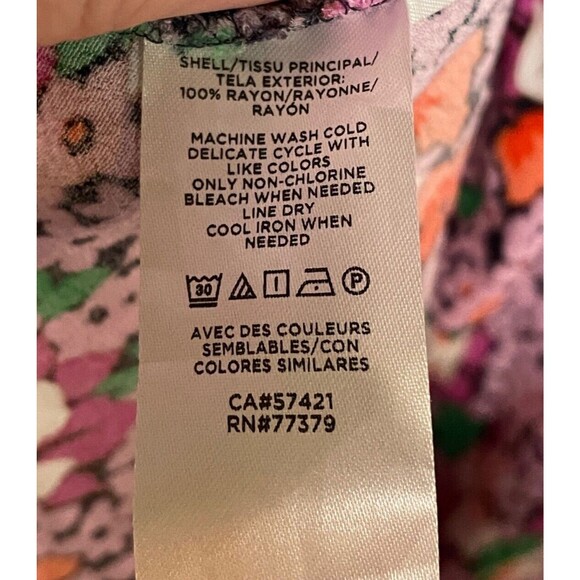 SHELL/TISSU PRINCIPAL/
TELA EXTERIOR:
100% RAYON/RAYONNE/
RAYÓN
MACHINE WASH COLD
DELICATE CYCLE WITH
LIKE COLORS
ONLY NON-CHLORINE
BLEACH WHEN NEEDED
LINE DRY
COOL IRON WHEN
NEEDED
30 P
AVEC DES COULEURS
SEMBLABLES/CON
COLORES SIMILARES
CA#57421
RN#77379